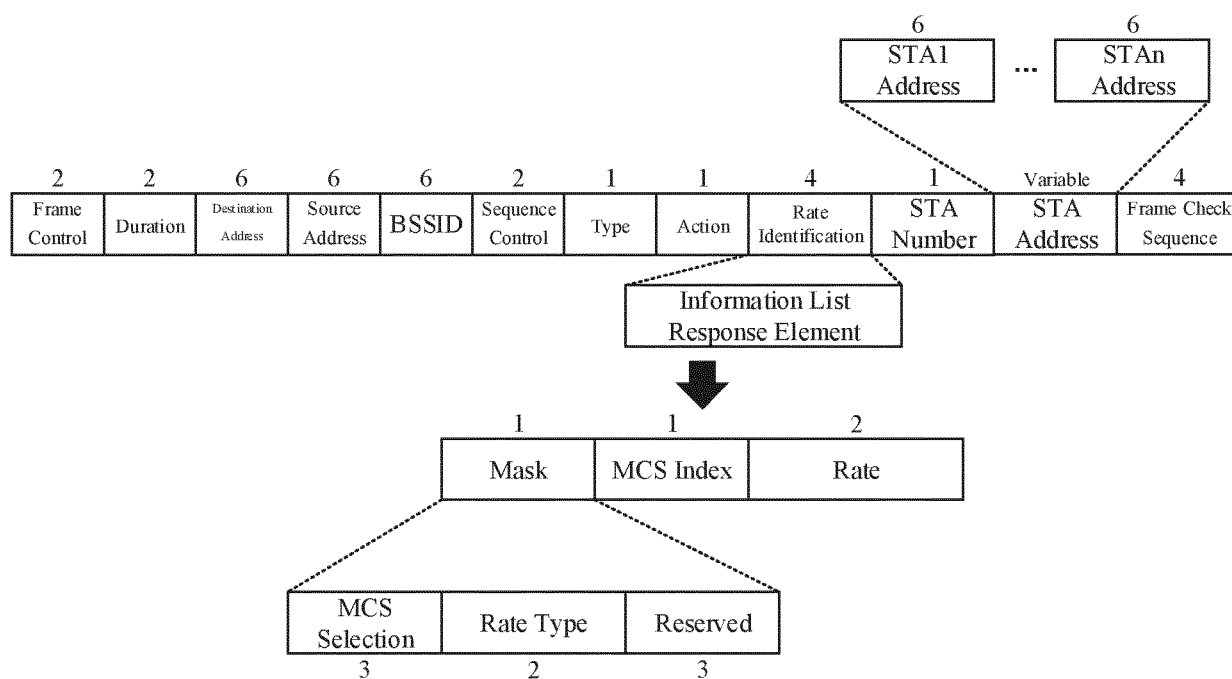 6 6
STA1 Address ... STAn Address
2 2 6 6 6 2 1 1 4 1 Variable 4
Frame Control Duration Destination Address Source Address BSSID Sequence Control Type Action Rate Identification STA Number STA Address Frame Check Sequence
Information List
Response Element
1 1 2
Mask MCS Index Rate
MCS Selection Rate Type Reserved
3 2 3